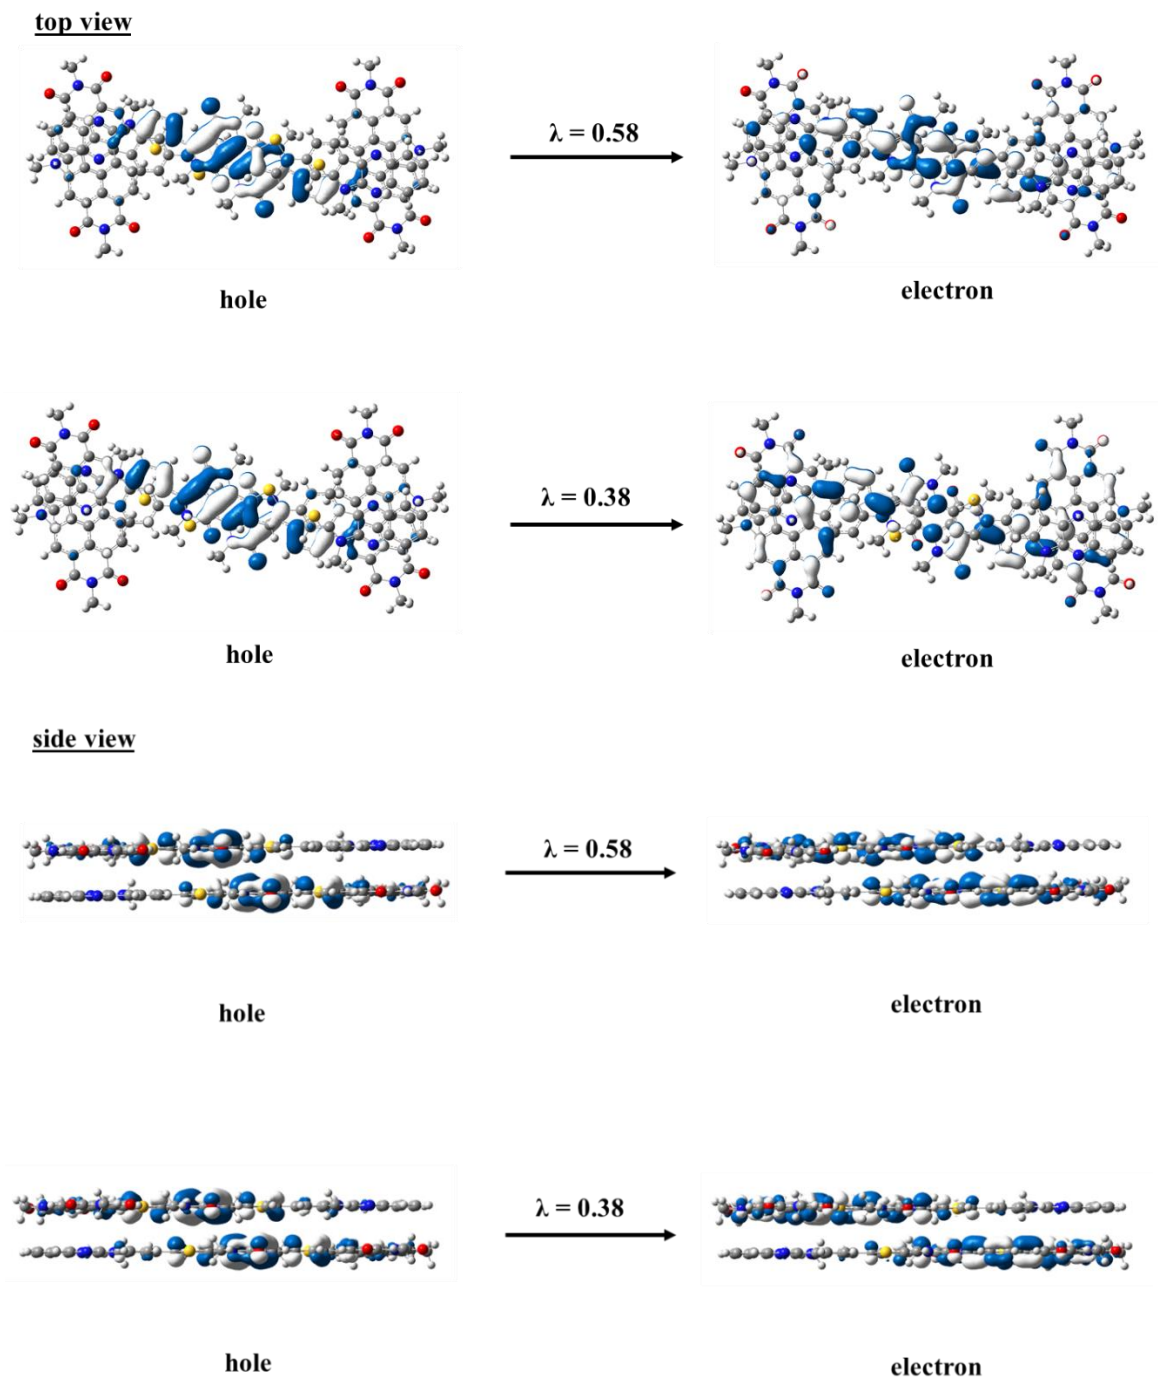 top view
λ = 0.58
hole
electron
λ = 0.38
hole
electron
side view
λ = 0.58
hole
electron
λ = 0.38
hole
electron